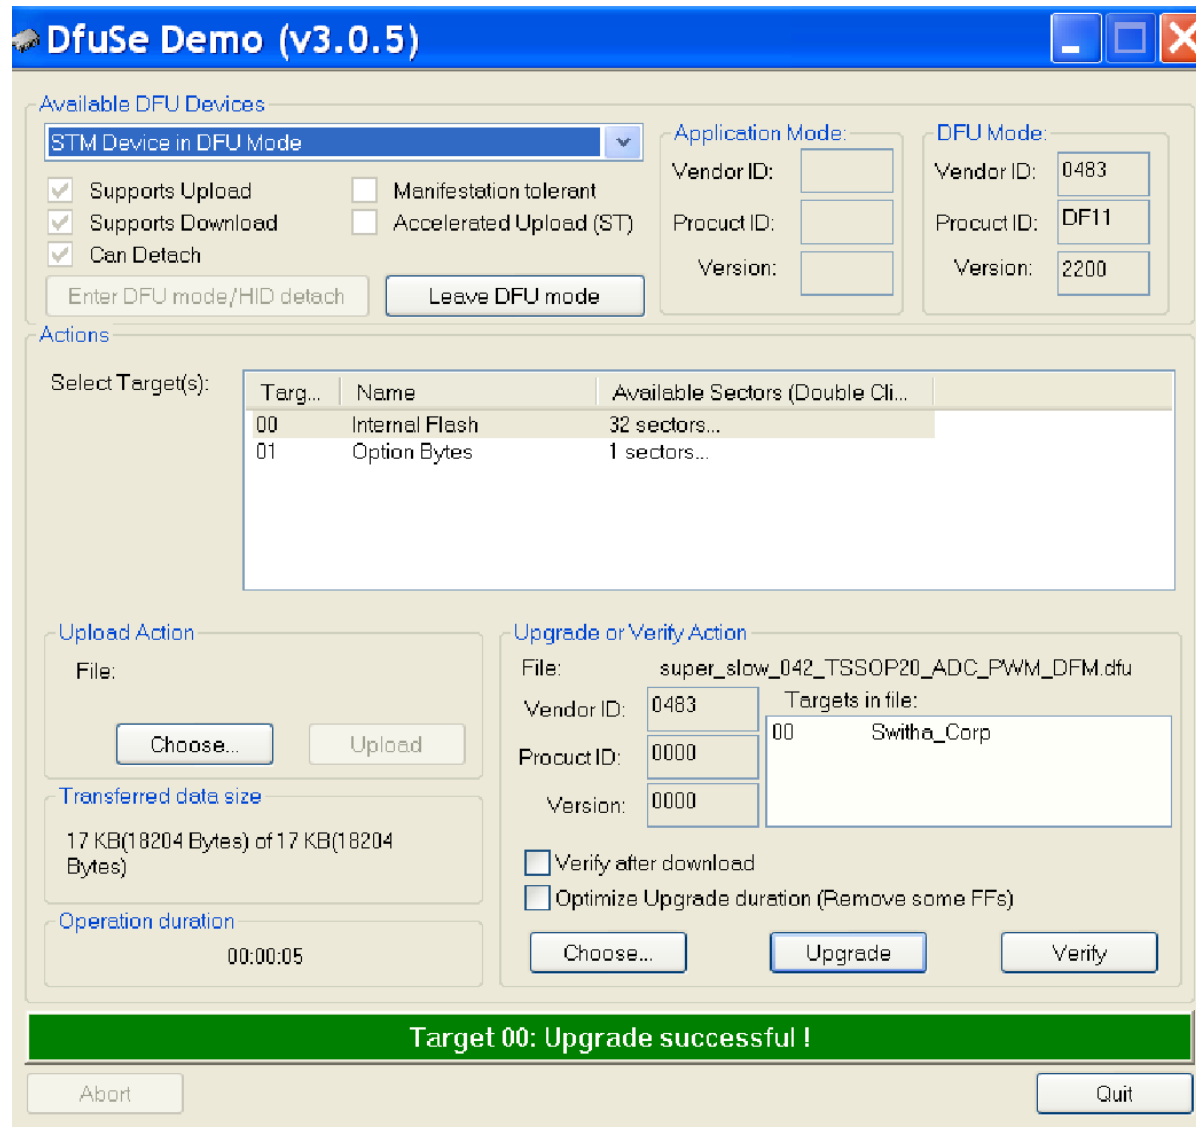 DfuSe Demo (v3.0.5)
Available DFU Devices
STM Device in DFU Mode
Supports Upload
Manifestation tolerant
Supports Download
Accelerated Upload (ST)
Can Detach
Enter DFU mode/HID detach
Leave DFU mode
Application Mode:
Vendor ID:
Procuct ID:
Version:
DFU Mode:
Vendor ID: 0483
Procuct ID: DF11
Version: 2200
Actions
Select Target(s):
Targ... Name Available Sectors (Double Cli...
00 Internal Flash 32 sectors...
01 Option Bytes 1 sectors...
Upload Action
File:
Choose... Upload
Transferred data size
17 KB(18204 Bytes) of 17 KB(18204
Bytes)
Operation duration
00:00:05
Upgrade or Verify Action
File: super_slow_042_TSSOP20_ADC_PWM_DFM.dfu
Vendor ID: 0483
Procuct ID: 0000
Version: 0000
Targets in file:
00 Switha_Corp
Verify after download
Optimize Upgrade duration (Remove some FFs)
Choose... Upgrade Verify
Target 00: Upgrade successful !
Abort Quit